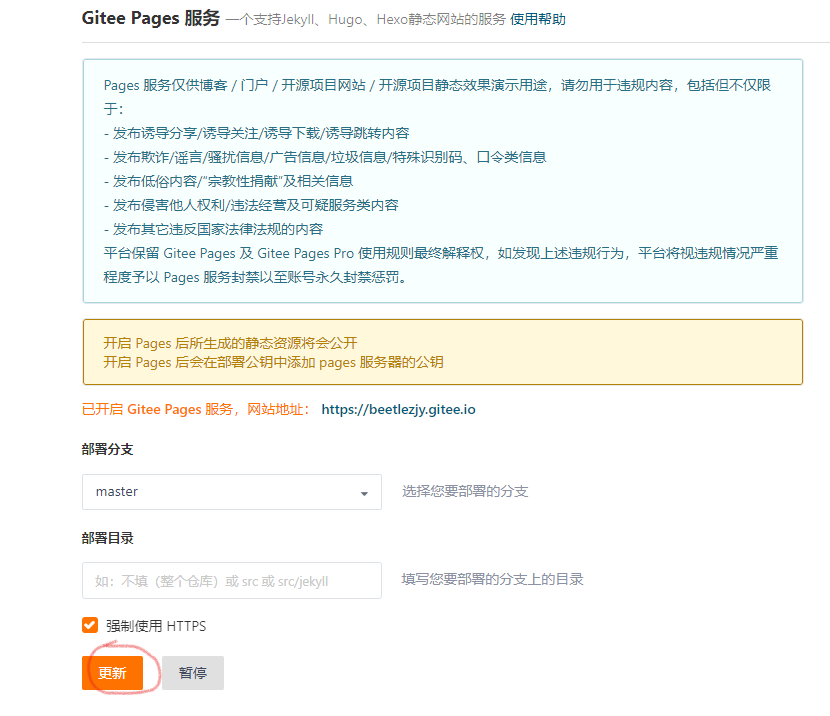 Gitee Pages 服务 —个支持Jekyll、Hugo、Hexo静态网站的服务 使用帮助
Pages 服务仅供博客 / 门户 / 开源项目网站 / 开源项目静态效果演示用途，请勿用于违规内容，包括但不仅限
于：
- 发布诱导分享/诱导关注/诱导下载/诱导跳转内容
- 发布欺诈/谣言/骚扰信息/广告信息/垃圾信息/特殊识别码、口令类信息
- 发布低俗内容/“宗教性捐献”及相关信息
- 发布侵害他人权利/违法经营及可疑服务类内容
- 发布其它违反国家法律法规的内容
平台保留 Gitee Pages 及 Gitee Pages Pro 使用规则最终解释权，如发现上述违规行为，平台将视违规情况严重
程度予以 Pages 服务封禁以至账号永久封禁惩罚。
开启 Pages 后所生成的静态资源将会公开
开启 Pages 后会在部署公钥中添加 pages 服务器的公钥
已开启 Gitee Pages 服务，网站地址： https://beetlezjy.gitee.io
部署分支
master 选择您要部署的分支
部署目录
如：不填（整个仓库）或 src 或 src/jekyll 填写您要部署的分支上的目录
强制使用 HTTPS
更新 暂停